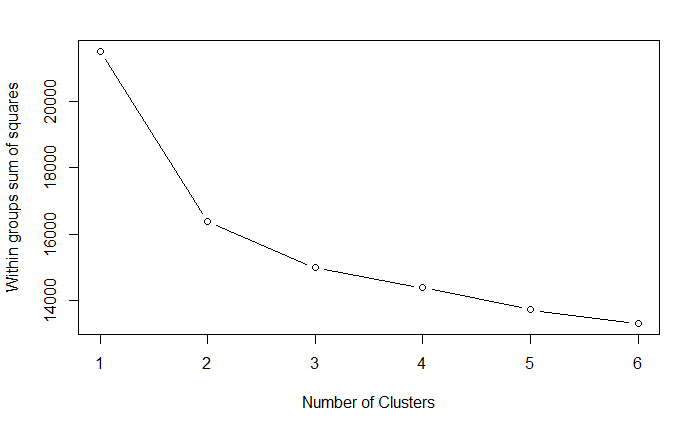 Within groups sum of squares
20000
18000
16000
14000
1 2 3 4 5 6
Number of Clusters